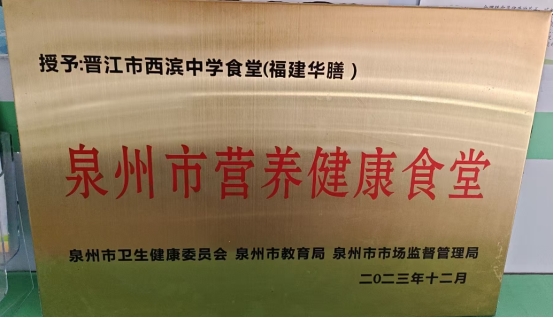 授予:晋江市西滨中学食堂(福建华膳)
泉州市营养健康食堂
泉州市卫生健康委员会 泉州市教育局 泉州市市场监督管理局
二〇二三年十二月